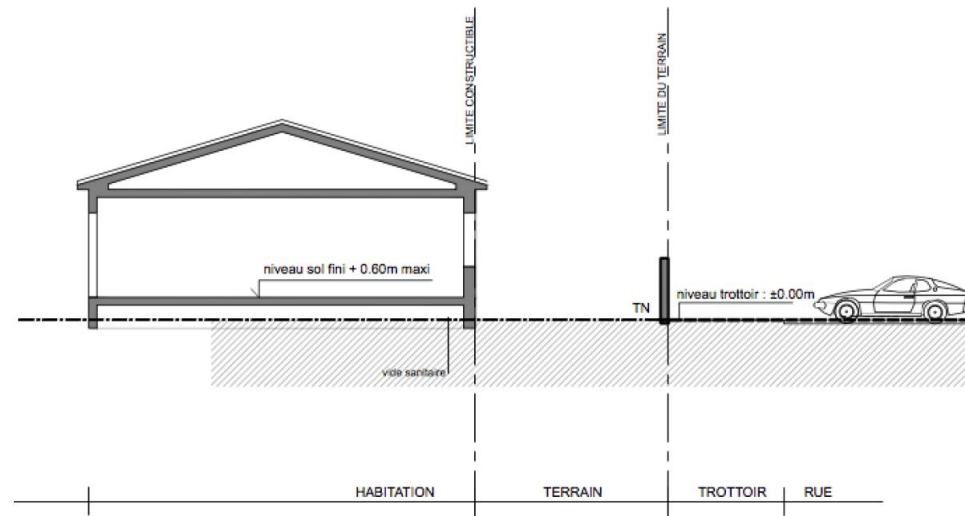 LIMITE CONSTRUCTIBLE
LIMITE DU TERRAIN
niveau sol fini + 0.60m maxi
TN
niveau trottoir : ±0.00m
vide sanitaire
HABITATION
TERRAIN
TROTTOIR
RUE